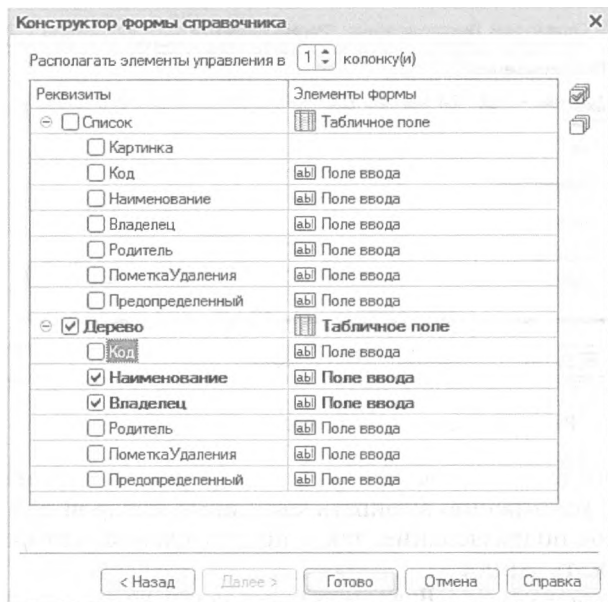 Конструктор формы справочника
Располагать элементы управления в 1 колонку(и)
Реквизиты Элементы формы
Список Табличное поле
Картинка
Код Поле ввода
Наименование Поле ввода
Владелец Поле ввода
Родитель Поле ввода
ПометкаУдаления Поле ввода
Предопределенный Поле ввода
Дерево Табличное поле
Код Поле ввода
Наименование Поле ввода
Владелец Поле ввода
Родитель Поле ввода
ПометкаУдаления Поле ввода
Предопределенный Поле ввода
< Назад Далее > Готово Отмена Справка